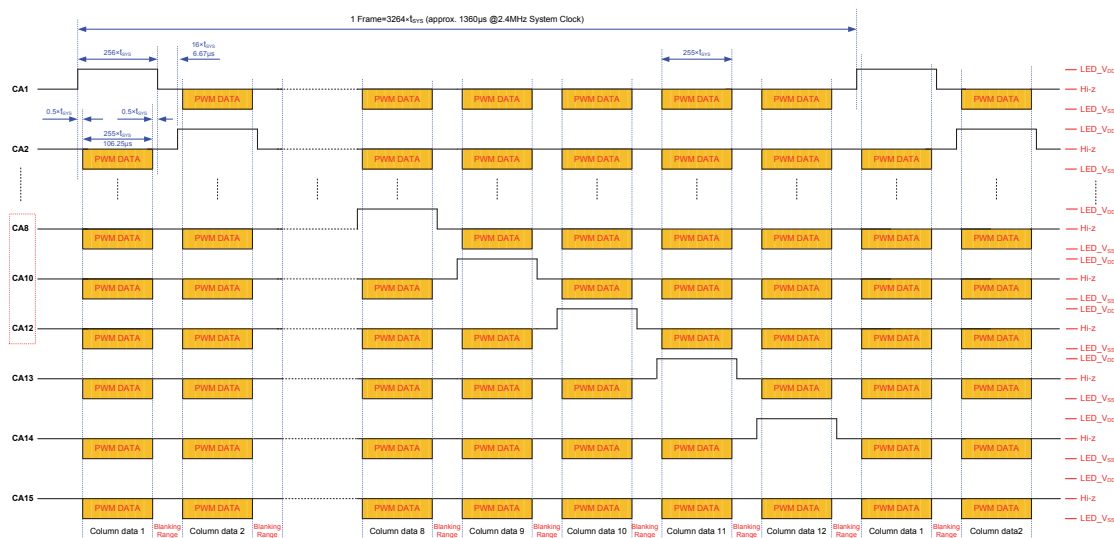 1 Frame=3264×tSYS (approx. 1360μs @2.4MHz System Clock)
256×tSYS
16×tSYS
6.67μs
255×tSYS
CA1 PWM DATA PWM DATA PWM DATA PWM DATA PWM DATA PWM DATA PWM DATA LED_VDD Hi-z LED_VSS
0.5×tSYS 0.5×tSYS
255×tSYS
106.25μs
CA2 PWM DATA PWM DATA PWM DATA PWM DATA PWM DATA PWM DATA PWM DATA LED_VDD Hi-z LED_VSS
CA8 PWM DATA PWM DATA PWM DATA PWM DATA PWM DATA PWM DATA PWM DATA LED_VDD Hi-z LED_VSS
CA10 PWM DATA PWM DATA PWM DATA PWM DATA PWM DATA PWM DATA PWM DATA LED_VDD Hi-z LED_VSS
CA12 PWM DATA PWM DATA PWM DATA PWM DATA PWM DATA PWM DATA PWM DATA LED_VDD Hi-z LED_VSS
CA13 PWM DATA PWM DATA PWM DATA PWM DATA PWM DATA PWM DATA PWM DATA LED_VDD Hi-z LED_VSS
CA14 PWM DATA PWM DATA PWM DATA PWM DATA PWM DATA PWM DATA PWM DATA PWM DATA LED_VDD Hi-z LED_VSS
CA15 PWM DATA PWM DATA PWM DATA PWM DATA PWM DATA PWM DATA PWM DATA PWM DATA PWM DATA LED_VDD Hi-z LED_VSS
Column data 1 Blanking Range Column data 2 Blanking Range Column data 8 Blanking Range Column data 9 Blanking Range Column data 10 Blanking Range Column data 11 Blanking Range Column data 12 Blanking Range Column data 1 Blanking Range Column data2